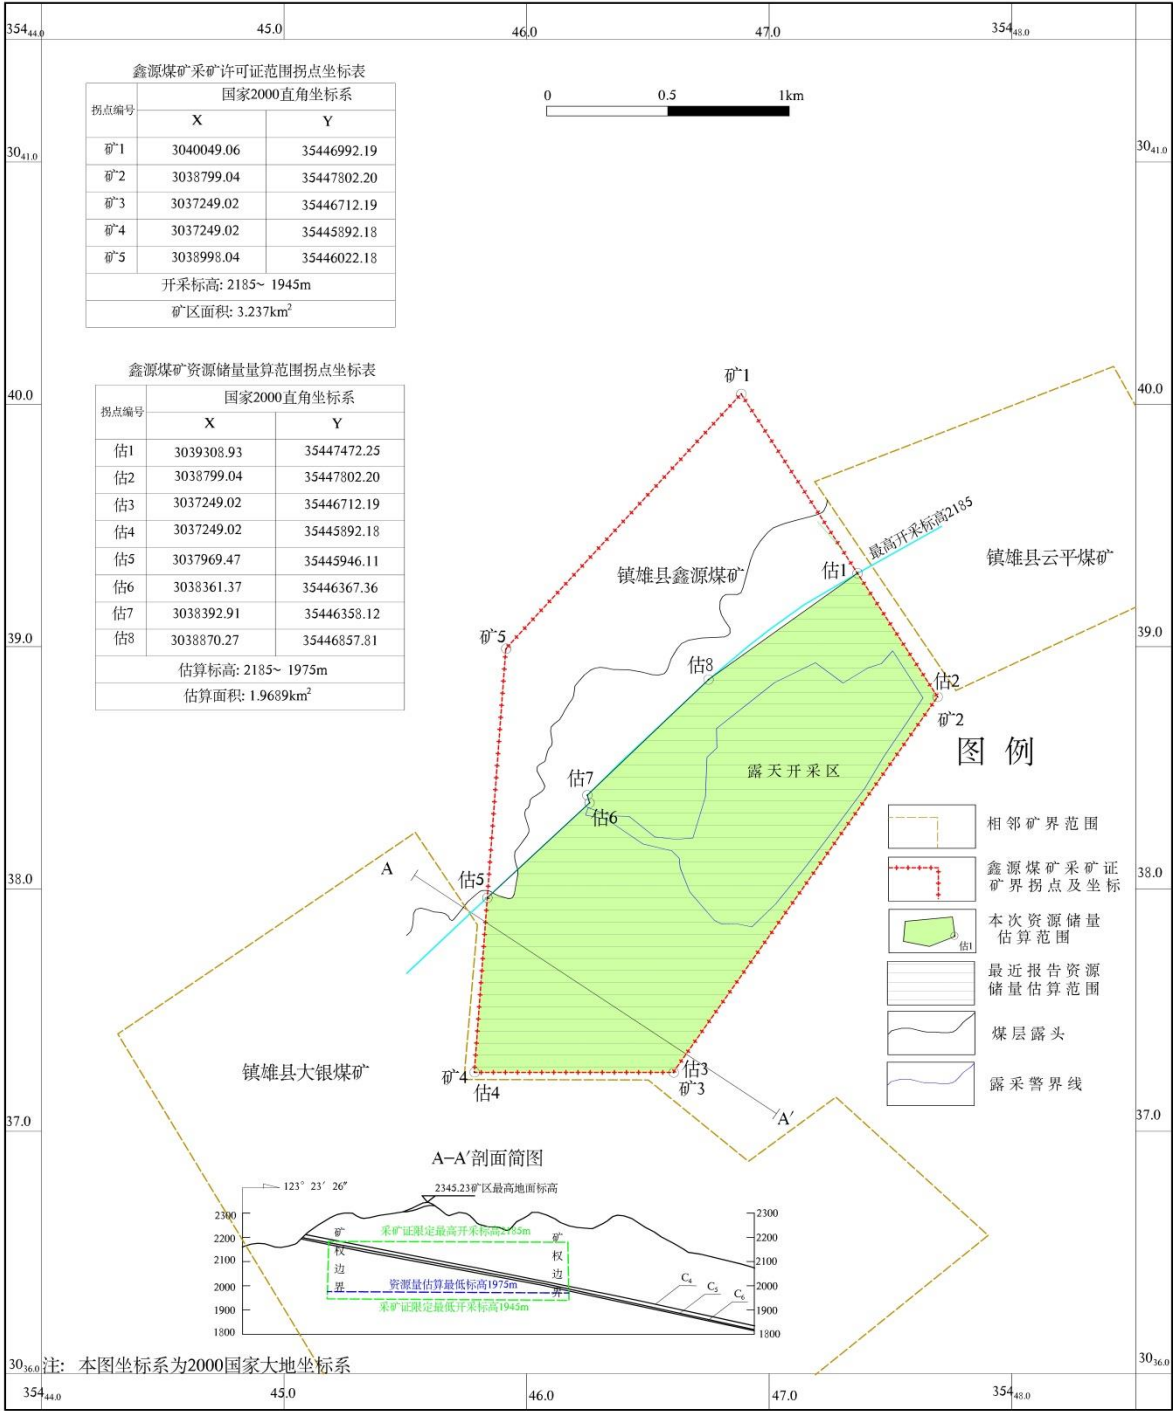 354 44.0
45.0
46.0
47.0
354 48.0
鑫源煤矿采矿许可证范围拐点坐标表
拐点编号 国家2000直角坐标系
X Y
矿1 3040049.06 35446992.19
矿2 3038799.04 35447802.20
矿3 3037249.02 35446712.19
矿4 3037249.02 35445892.18
矿5 3038998.04 35446022.18
开采标高: 2185~ 1945m
矿区面积: 3.237km²
0 0.5 1km
30 41.0
30 41.0
鑫源煤矿资源储量量算范围拐点坐标表
拐点编号 国家2000直角坐标系
X Y
估1 3039308.93 35447472.25
估2 3038799.04 35447802.20
估3 3037249.02 35446712.19
估4 3037249.02 35445892.18
估5 3037969.47 35445946.11
估6 3038361.37 35446367.36
估7 3038392.91 35446358.12
估8 3038870.27 35446857.81
估算标高: 2185~ 1975m
估算面积: 1.9689km²
40.0
40.0
矿1
最高开采标高2185
镇雄县云平煤矿
镇雄县鑫源煤矿
估1
39.0
39.0
矿5
估8
估2
矿2
露天开采区
估7
估6
38.0
38.0
A
估5
镇雄县大银煤矿
矿4
估4
估3
矿3
A′
37.0
37.0
图 例
相邻矿界范围
鑫源煤矿采矿证
矿界拐点及坐标
估1
本次资源储量
估算范围
最近报告资源
储量估算范围
煤层露头
露采警界线
A–A′剖面简图
123° 23′ 26″
2345.23矿区最高地面标高
2300
2200
2100
2000
1900
1800
采矿证限定最高开采标高2185m
矿权边界
矿权边界
资源量估算最低标高1975m
采矿证限定最低开采标高1945m
C4
C5
C6
2300
2200
2100
2000
1900
1800
30 36.0
注: 本图坐标系为2000国家大地坐标系
30 36.0
354 44.0
45.0
46.0
47.0
354 48.0